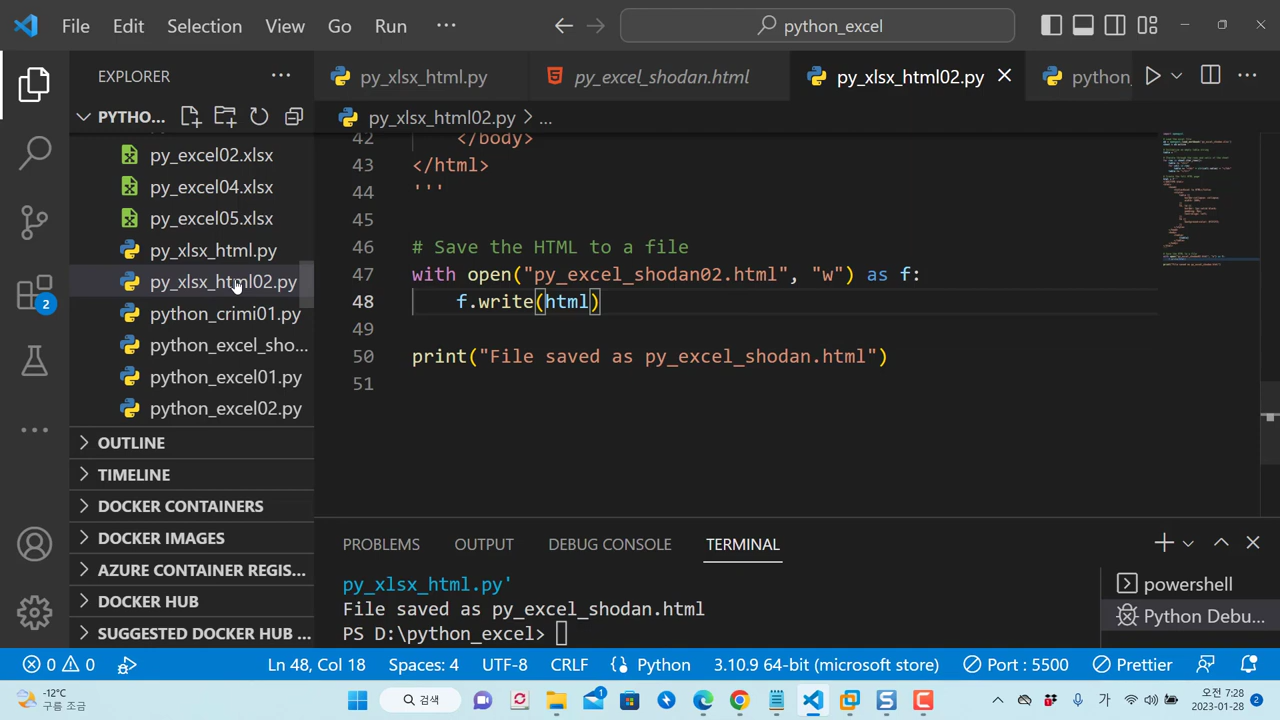 File Edit Selection View Go Run ··· python_excel
EXPLORER ···
PYTHO...
py_excel02.xlsx
py_excel04.xlsx
py_excel05.xlsx
py_xlsx_html.py
py_xlsx_html02.py
python_crimi01.py
python_excel_sho...
python_excel01.py
python_excel02.py
OUTLINE
TIMELINE
DOCKER CONTAINERS
DOCKER IMAGES
AZURE CONTAINER REGIS...
DOCKER HUB
SUGGESTED DOCKER HUB ...
2
py_xlsx_html.py py_excel_shodan.html py_xlsx_html02.py python_
py_xlsx_html02.py > ...
42 </body>
43 </html>
44 '''
45
46 # Save the HTML to a file
47 with open("py_excel_shodan02.html", "w") as f:
48 f.write(html)
49
50 print("File saved as py_excel_shodan.html")
51
PROBLEMS OUTPUT DEBUG CONSOLE TERMINAL
py_xlsx_html.py'
File saved as py_excel_shodan.html
PS D:\python_excel>
powershell
Python Debu...
0 0 Ln 48, Col 18 Spaces: 4 UTF-8 CRLF Python 3.10.9 64-bit (microsoft store) Port : 5500 Prettier
-12°C
구름 조금
검색
1
가
오전 7:28
2023-01-28
2